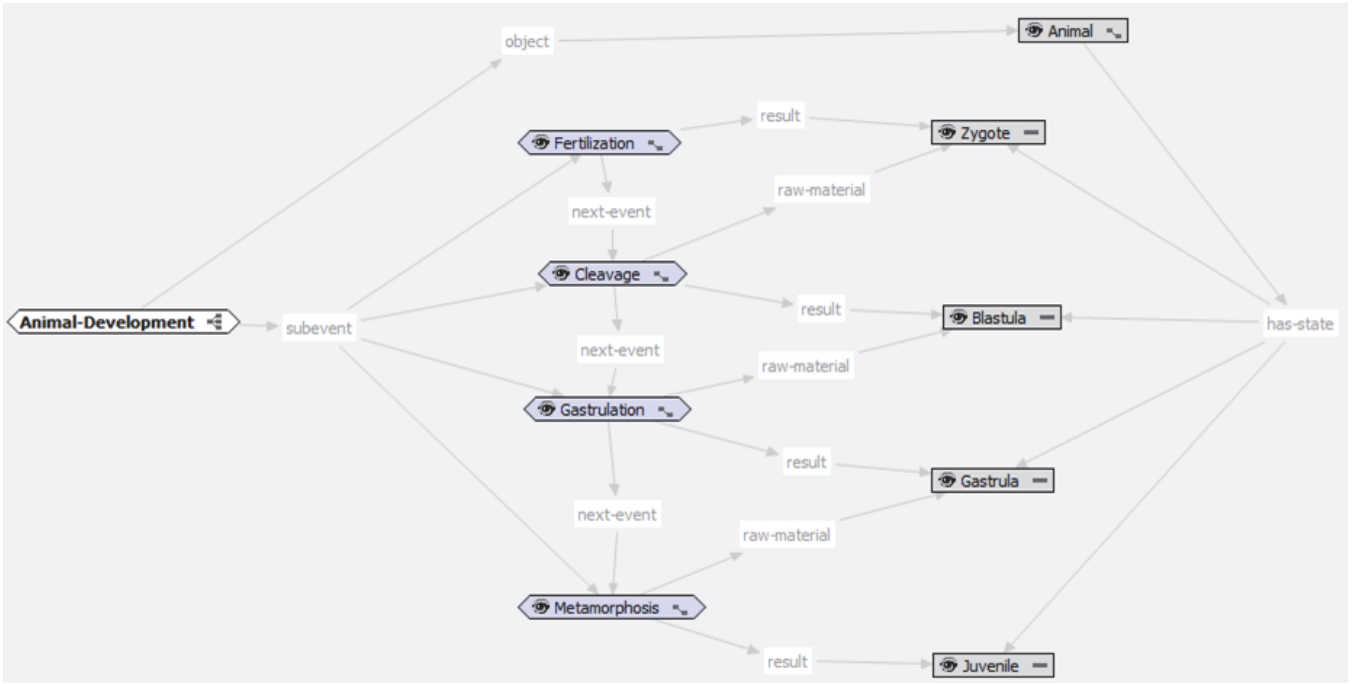 object
Animal
result
Fertilization
Zygote
raw-material
next-event
Cleavage
result
Blastula
Animal-Development
subevent
has-state
next-event
raw-material
Gastrulation
result
Gastrula
next-event
raw-material
Metamorphosis
result
Juvenile